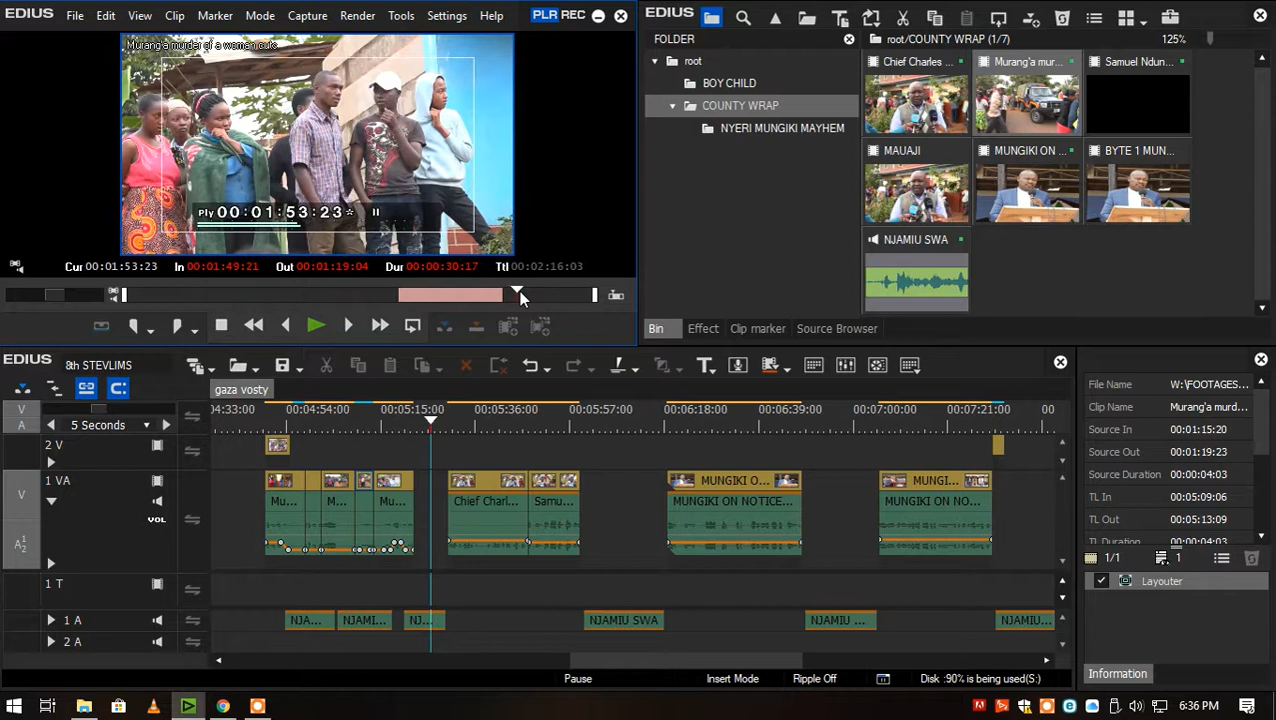 EDIUS File Edit View Clip Marker Mode Capture Render Tools Settings Help PLR REC
Murang'a murder of a woman cuts
Ply 00:01:53:23
Cur 00:01:53:23 In 00:01:49:21 Out 00:01:19:04 Dur 00:00:30:17 Ttl 00:02:16:03
EDIUS
FOLDER
root
BOY CHILD
COUNTY WRAP
NYERI MUNGIKI MAYHEM
root/COUNTY WRAP (1/7) 125%
Chief Charles ... Murang'a mur... Samuel Ndun...
MAUAJI MUNGIKI ON ... BYTE 1 MUN...
NJAMIU SWA
Bin Effect Clip marker Source Browser
EDIUS 8th STEVLIMS
gaza vosty
V
A
5 Seconds
4:33:00 00:04:54:00 00:05:15:00 00:05:36:00 00:05:57:00 00:06:18:00 00:06:39:00 00:07:00:00 00:07:21:00 00
2 V
V 1 VA
MUNGIKI O... MUNGI...
Mu... M... Mu... Chief Charl... Samu... MUNGIKI ON NOTICE... MUNGIKI ON NO...
VOL
A 1 2
1 T
1 A NJA... NJAMI... NJ... NJAMIU SWA NJAMIU ... NJAMIU...
2 A
Pause Insert Mode Ripple Off Disk :90% is being used(S:)
File Name W:\FOOTAGES...
Clip Name Murang'a murd...
Source In 00:01:15:20
Source Out 00:01:19:23
Source Duration 00:00:04:03
TL In 00:05:09:06
TL Out 00:05:13:09
TL Duration 00:00:04:03
1/1 1
Layouter
Information
6:36 PM